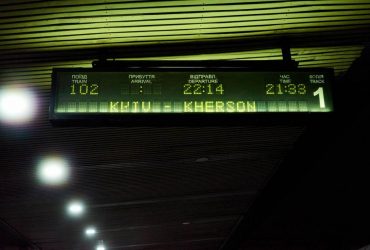 ПОЇЗД ПРИБУТТЯ ВІДПРАВЛ. ЧАС КОЛІЯ
TRAIN ARRIVAL DEPARTURE TIME TRACK
102 : 22:14 21:33 1
KYIV - KHERSON